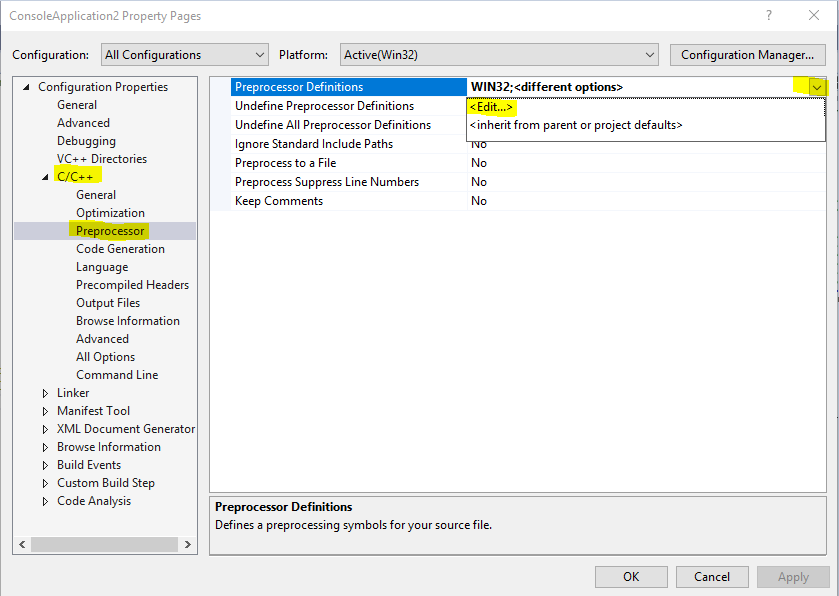 ConsoleApplication2 Property Pages
?
Configuration: All Configurations Platform: Active(Win32) Configuration Manager...
Configuration Properties
General
Advanced
Debugging
VC++ Directories
C/C++
General
Optimization
Preprocessor
Code Generation
Language
Precompiled Headers
Output Files
Browse Information
Advanced
All Options
Command Line
Linker
Manifest Tool
XML Document Generator
Browse Information
Build Events
Custom Build Step
Code Analysis
Preprocessor Definitions WIN32;<different options>
Undefine Preprocessor Definitions <Edit...>
Undefine All Preprocessor Definitions <inherit from parent or project defaults>
Ignore Standard Include Paths No
Preprocess to a File No
Preprocess Suppress Line Numbers No
Keep Comments No
Preprocessor Definitions
Defines a preprocessing symbols for your source file.
OK Cancel Apply